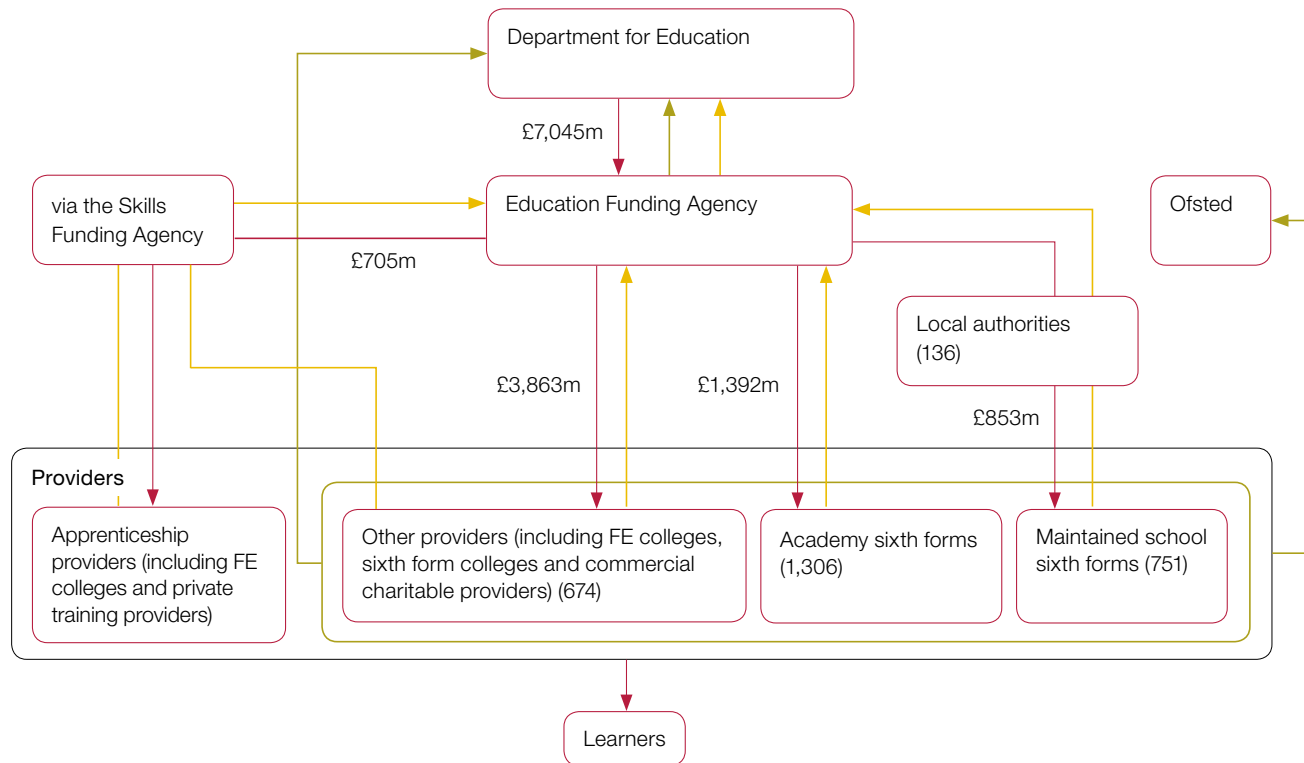 Department for Education
£7,045m
via the Skills
Funding Agency
Education Funding Agency
Ofsted
£705m
Local authorities
(136)
£3,863m
£1,392m
£853m
Providers
Apprenticeship
providers (including FE
colleges and private
training providers)
Other providers (including FE colleges,
sixth form colleges and commercial
charitable providers) (674)
Academy sixth forms
(1,306)
Maintained school
sixth forms (751)
Learners